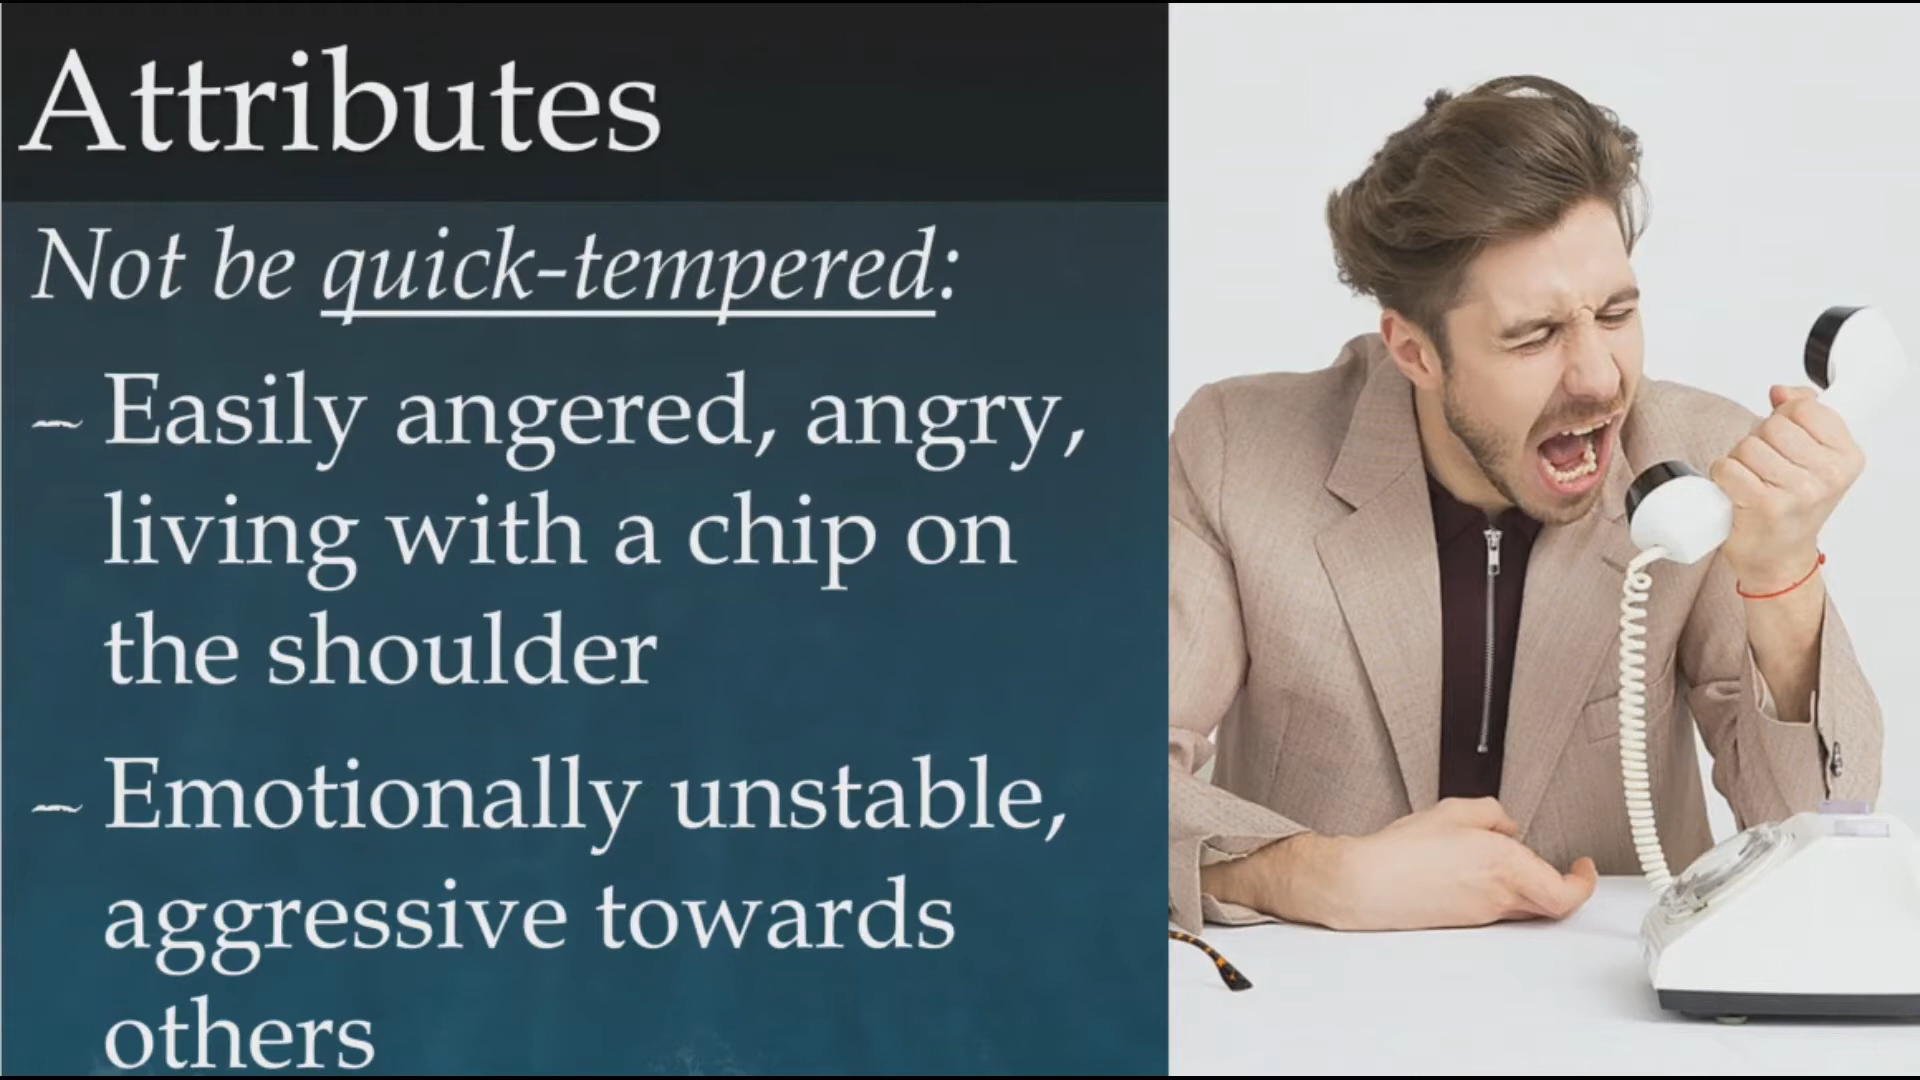 Attributes
Not be quick-tempered:
~ Easily angered, angry,
living with a chip on
the shoulder
~ Emotionally unstable,
aggressive towards
others